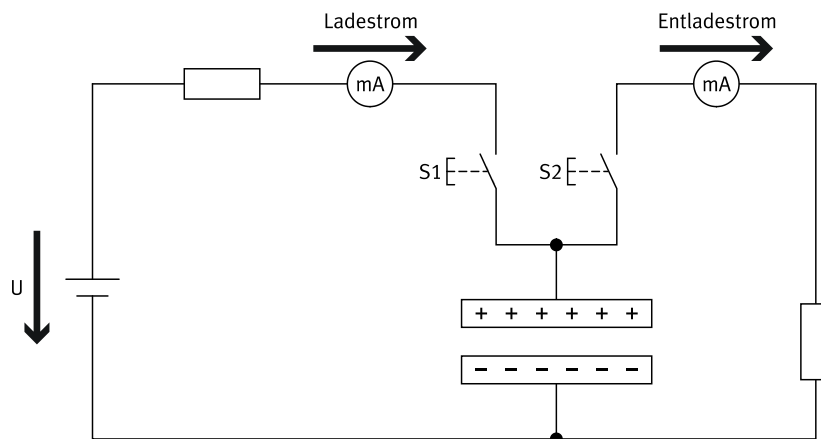 Ladestrom
Entladestrom
mA
mA
S1
S2
U
+ + + + + +
− − − − − −